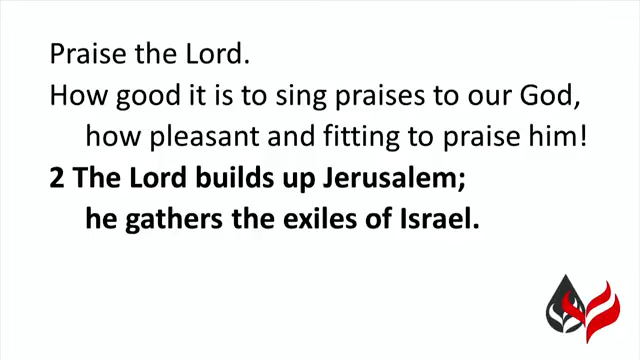 Praise the Lord.
How good it is to sing praises to our God,
how pleasant and fitting to praise him!
2 The Lord builds up Jerusalem;
he gathers the exiles of Israel.